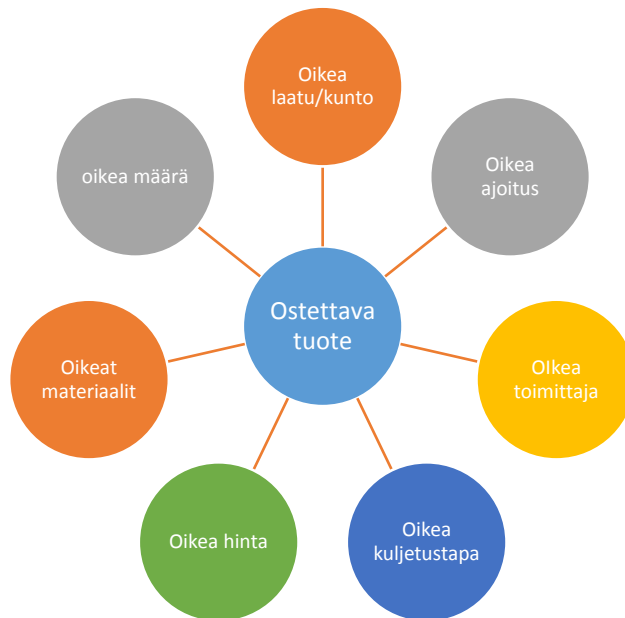 Oikea
laatu/kunto
Oikea
ajoitus
OIkea
toimittaja
Oikea
kuljetustapa
Oikea hinta
Oikeat
materiaalit
oikea määrä
Ostettava
tuote